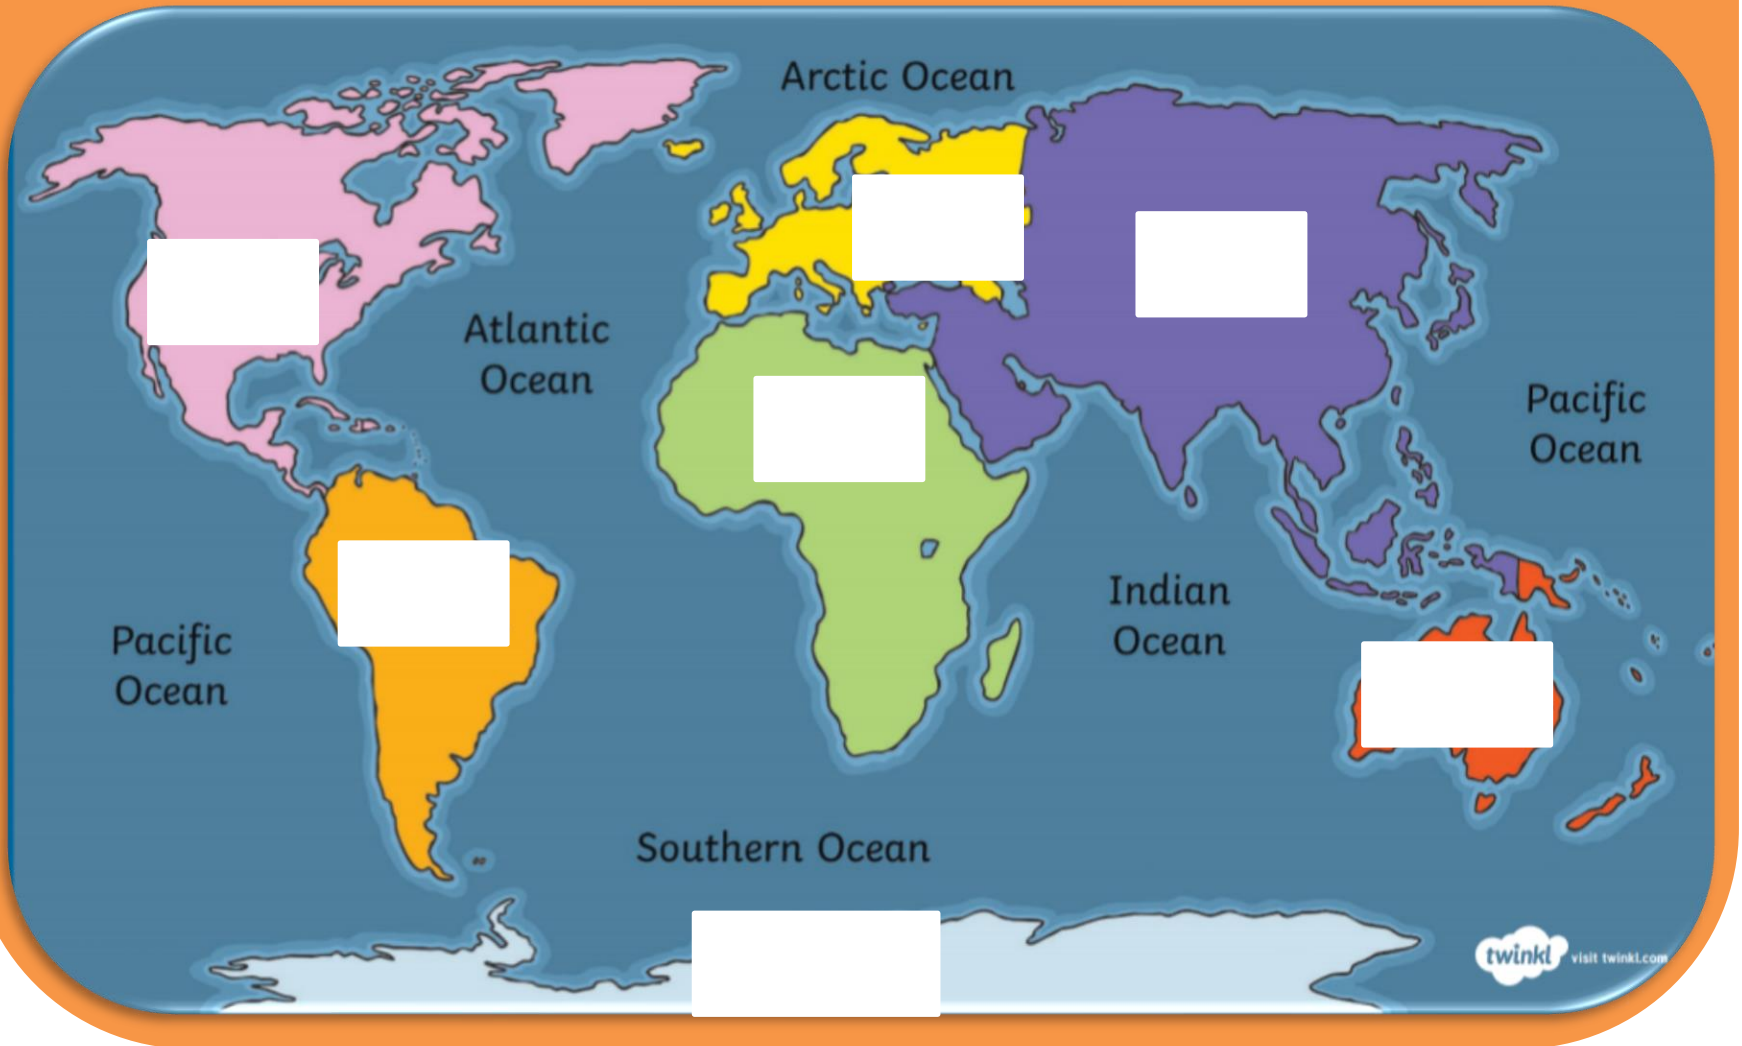 Arctic Ocean
Atlantic
Ocean
Pacific
Ocean
Indian
Ocean
Pacific
Ocean
Southern Ocean
twinkl visit twinkl.com